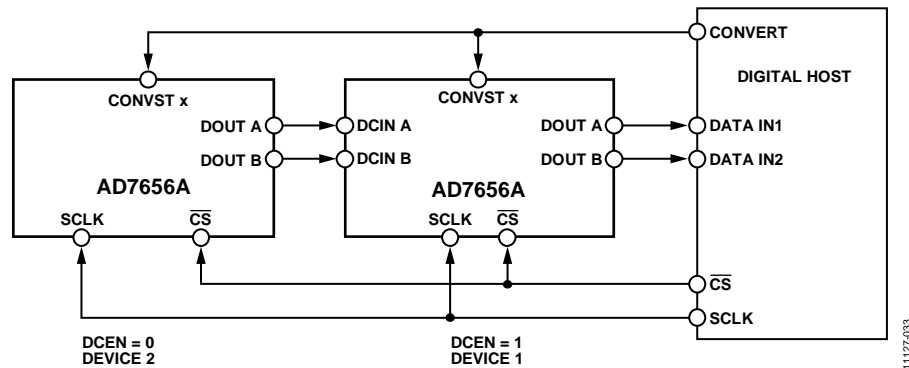 CONVERT
DIGITAL HOST
CONVST x
CONVST x
DOUT A
DCIN A
DOUT A
DATA IN1
DOUT B
DCIN B
DOUT B
DATA IN2
AD7656A
AD7656A
SCLK
CS
SCLK
CS
CS
SCLK
DCEN = 0
DEVICE 2
DCEN = 1
DEVICE 1
11127-033